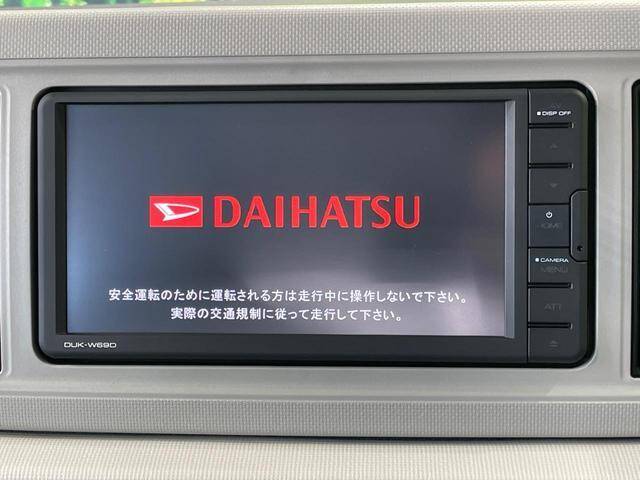 DISP OFF
DAIHATSU
HOME
CAMERA
MENU
安全運転のために運転される方は走行中に操作しないで下さい。
実際の交通規制に従って走行して下さい。
ATT
DUK-W69D